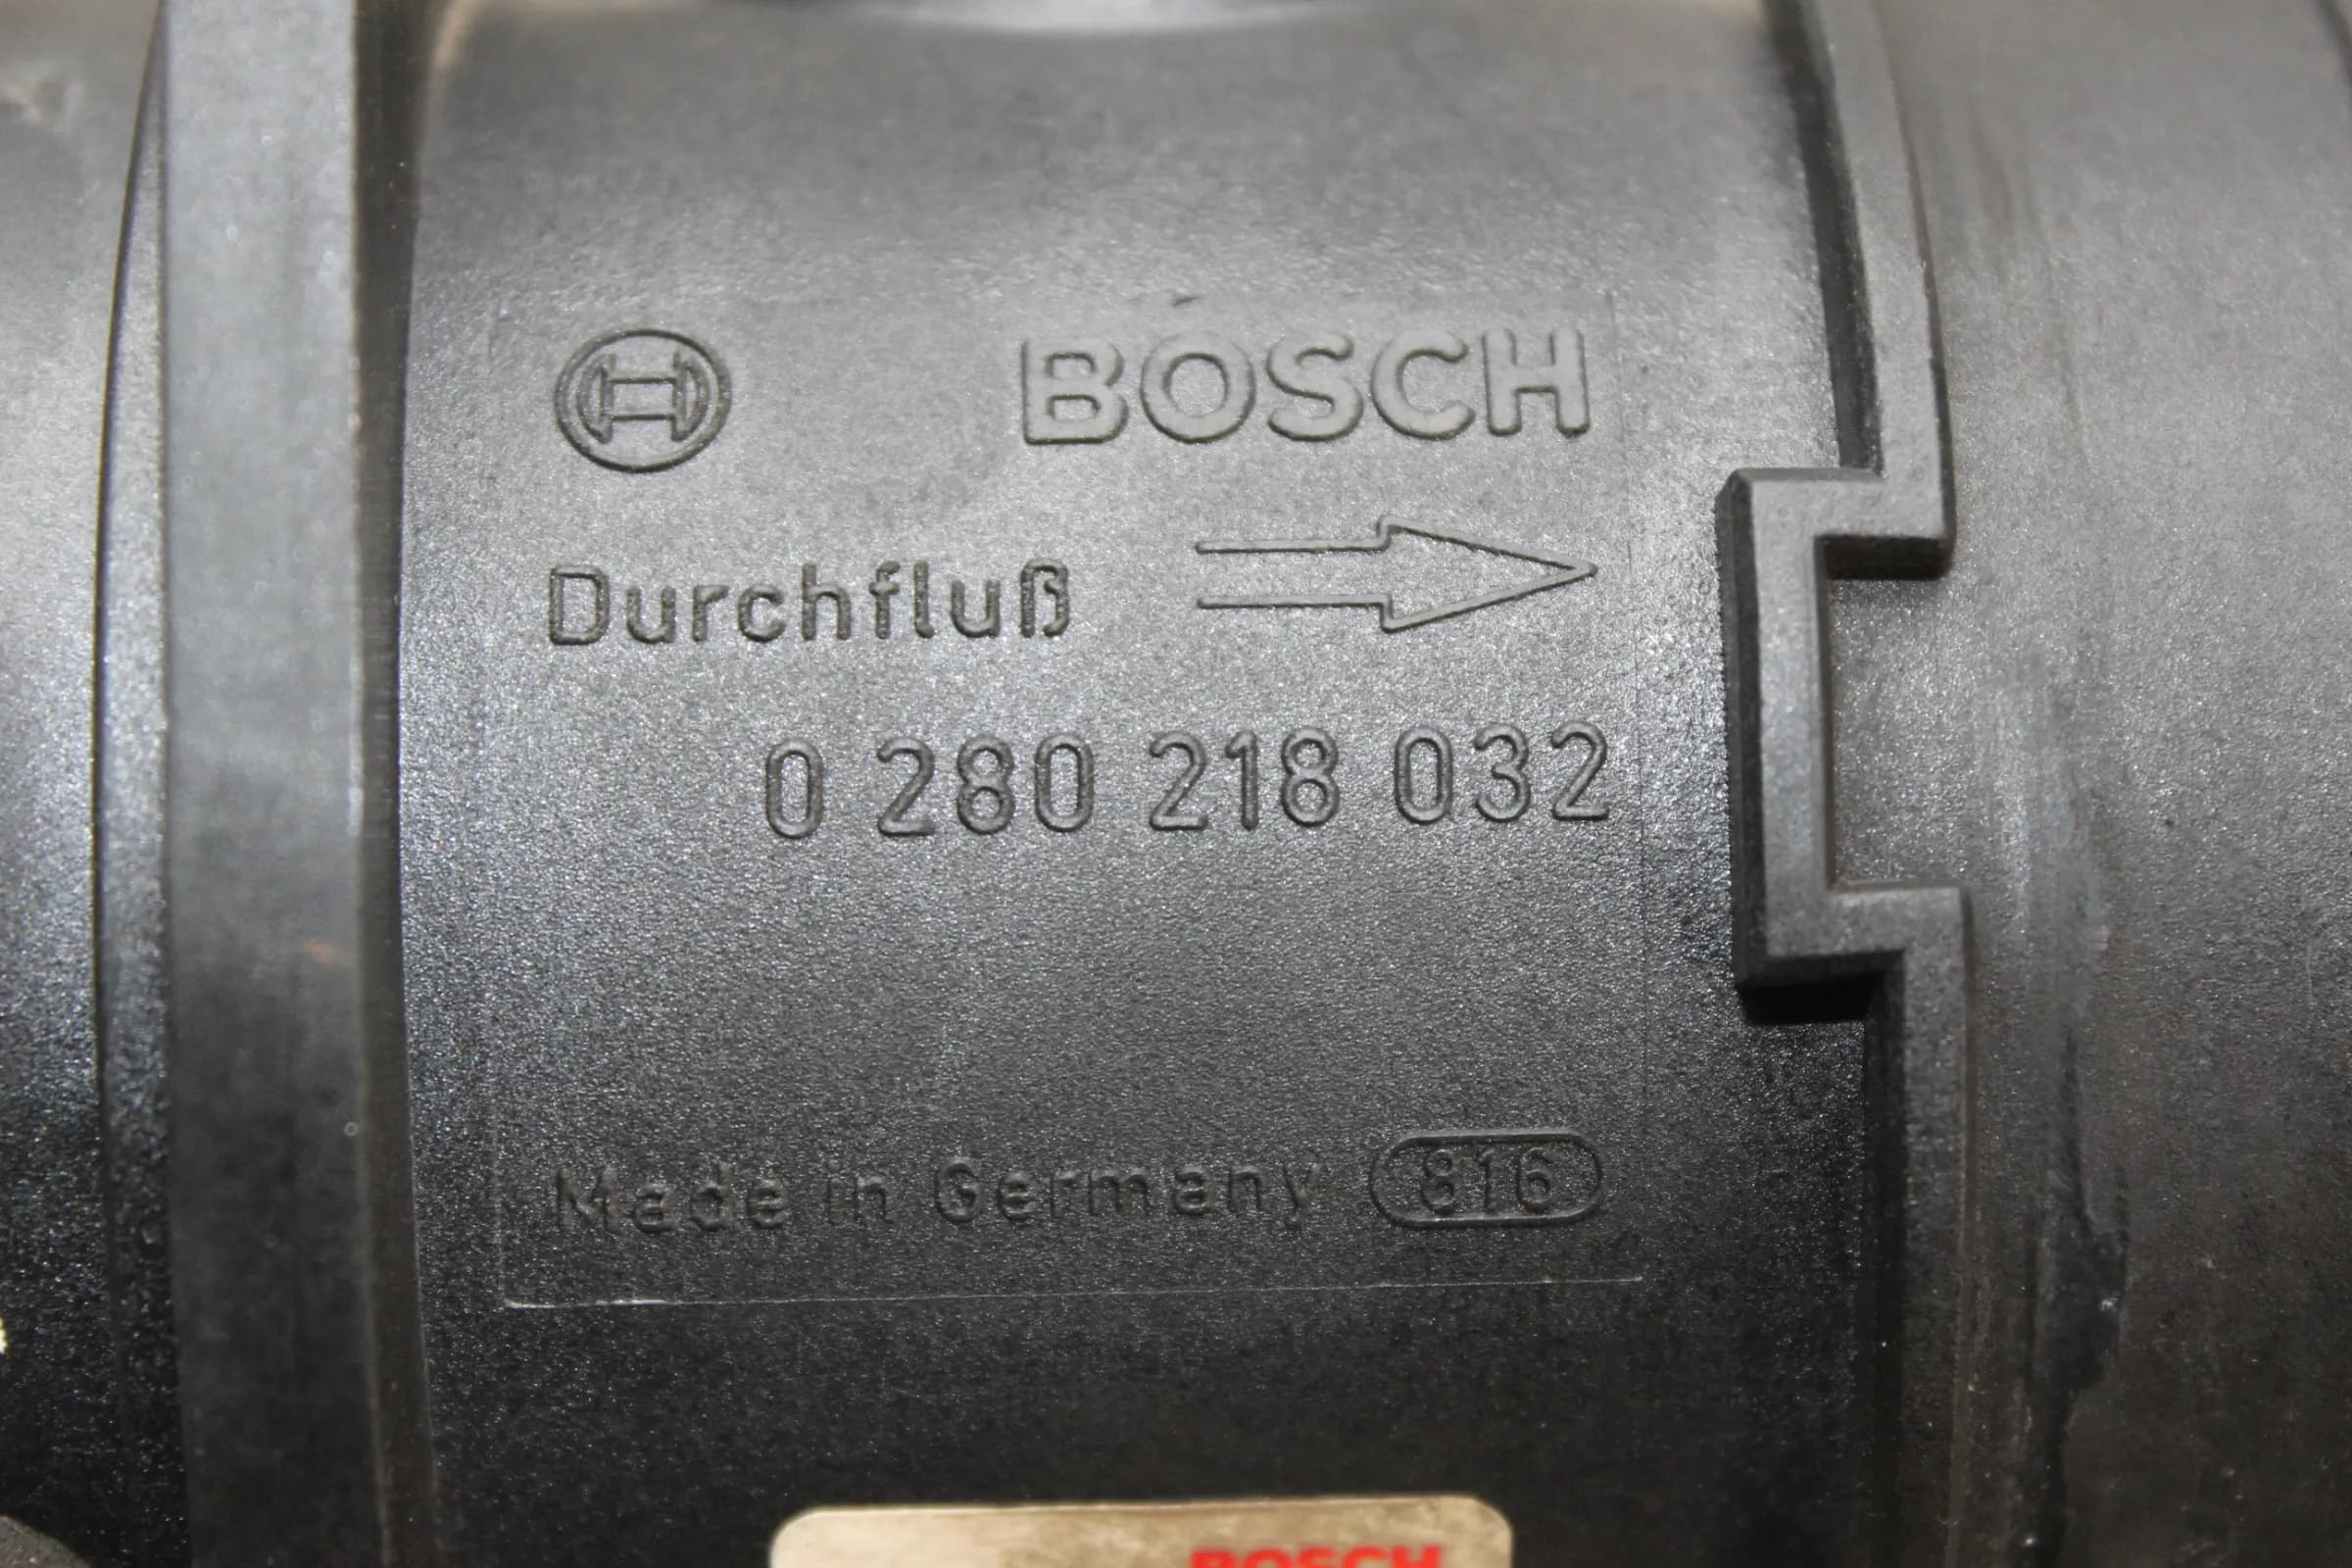 BOSCH
Durchfluß
0 280 218 032
Made in Germany 816
BOSCH